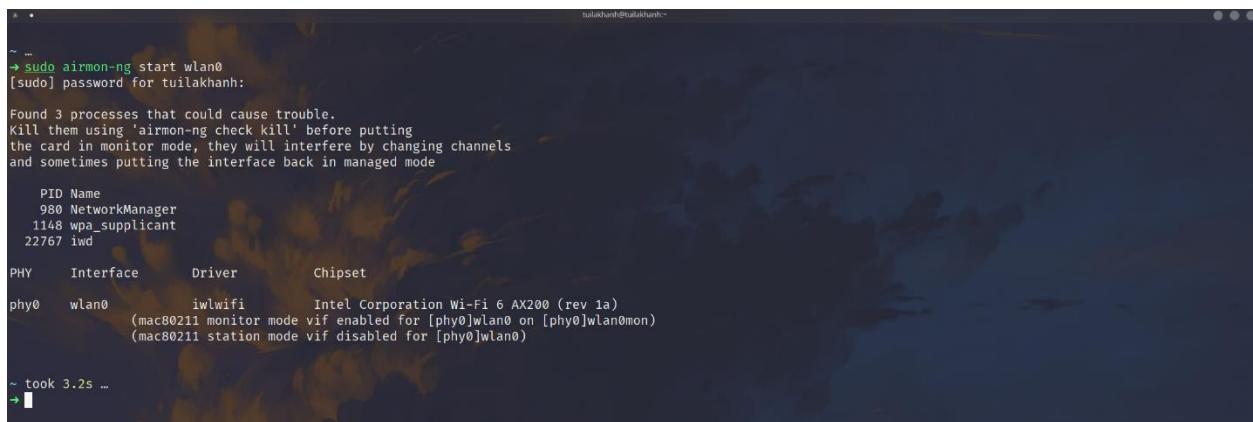 tuilakhanh@tuilakhanh:~
~ …
→ sudo airmon-ng start wlan0
[sudo] password for tuilakhanh:
Found 3 processes that could cause trouble.
Kill them using 'airmon-ng check kill' before putting
the card in monitor mode, they will interfere by changing channels
and sometimes putting the interface back in managed mode
PID Name
980 NetworkManager
1148 wpa_supplicant
22767 iwd
PHY Interface Driver Chipset
phy0 wlan0 iwlwifi Intel Corporation Wi-Fi 6 AX200 (rev 1a)
(mac80211 monitor mode vif enabled for [phy0]wlan0 on [phy0]wlan0mon)
(mac80211 station mode vif disabled for [phy0]wlan0)
~ took 3.2s …
→